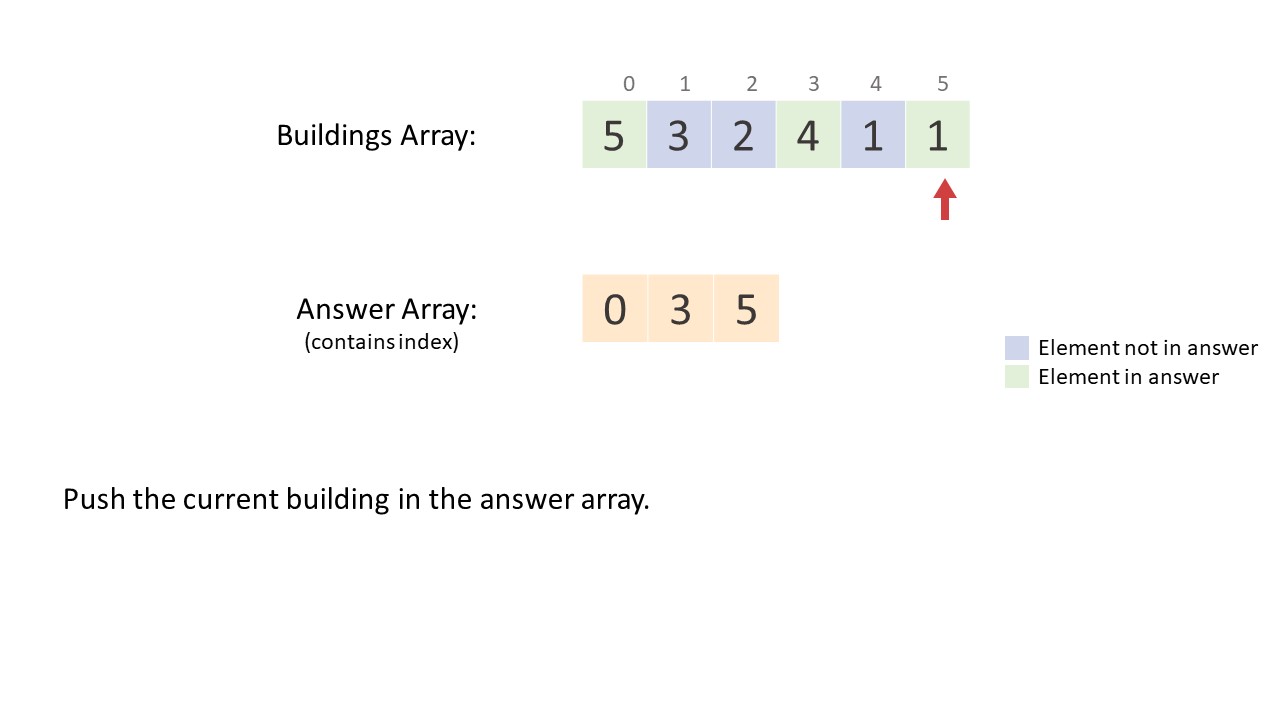 0 1 2 3 4 5
Buildings Array: 5 3 2 4 1 1
Answer Array: 0 3 5
(contains index)
Element not in answer
Element in answer
Push the current building in the answer array.